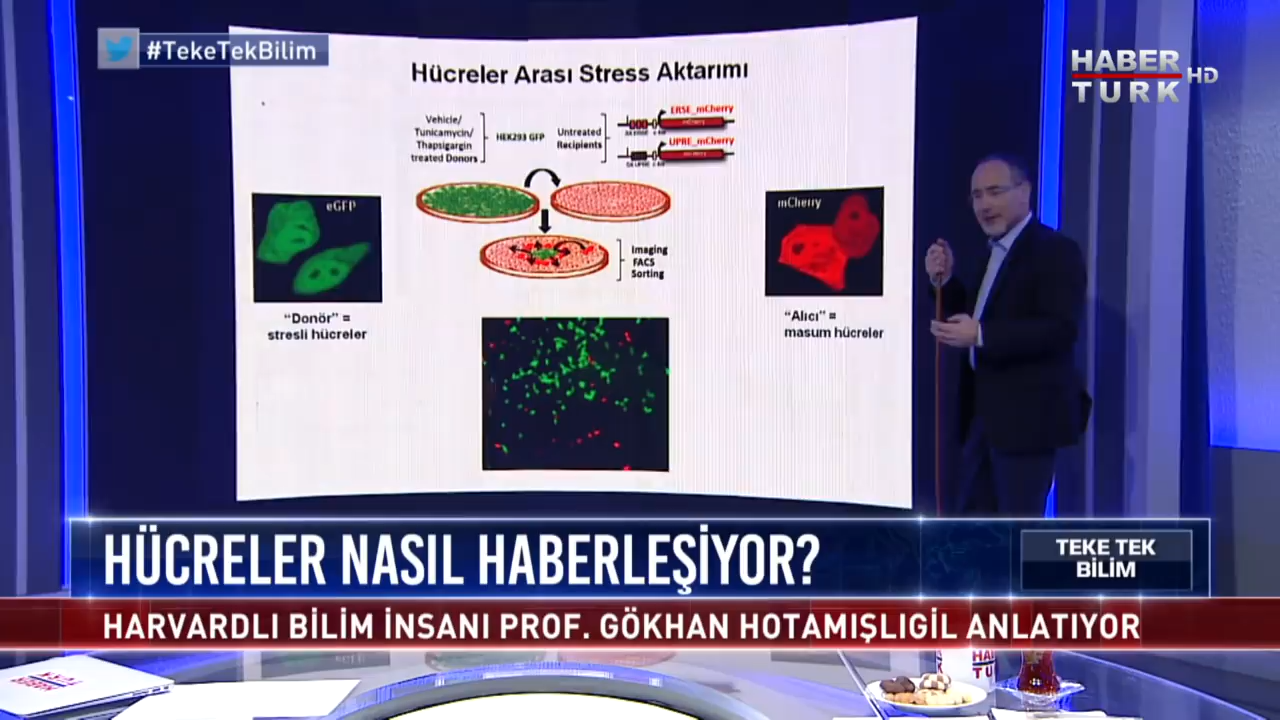 #TekeTekBilim
HABER
TURK HD
Hücreler Arası Stress Aktarımı
Vehicle/
Tunicamycin/
Thapsigargin
treated Donors
HEK293 GFP
Untreated
Recipients
ERSE_mCherry
mCherry
UPRE_mCherry
eGFP
mCherry
Imaging
FACS
Sorting
"Donör" =
stresli hücreler
"Alıcı" =
masum hücreler
HÜCRELER NASIL HABERLEŞİYOR?
TEKE TEK
BİLİM
HARVARDLI BİLİM İNSANI PROF. GÖKHAN HOTAMIŞLIGİL ANLATIYOR